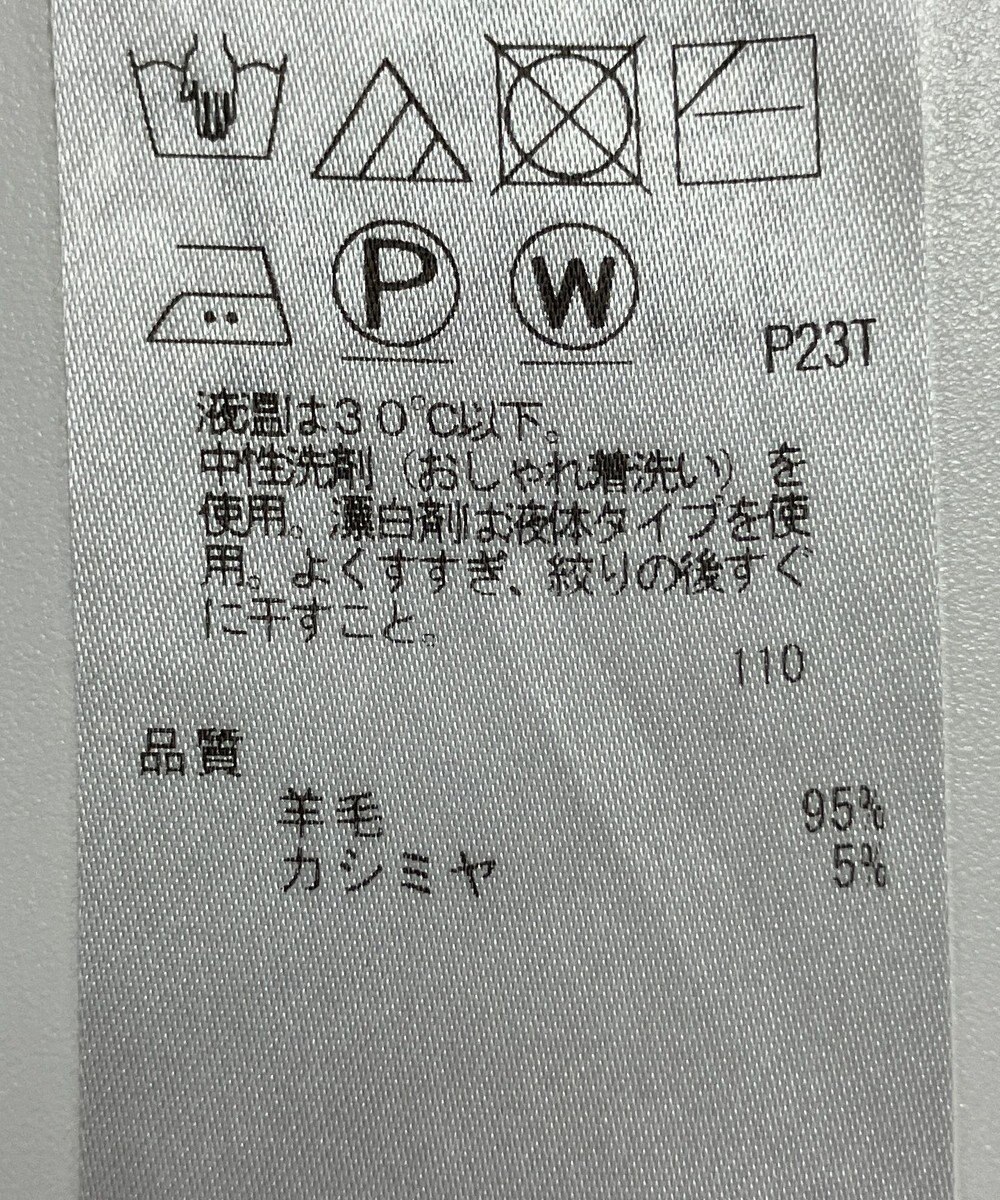 P
W
P23T
液温は30℃以下。
中性洗剤(おしゃれ着洗い)を
使用。漂白剤は液体タイプを使
用。よくすすぎ、絞りの後すぐ
に干すこと。
110
品質
羊毛 95%
カシミヤ 5%